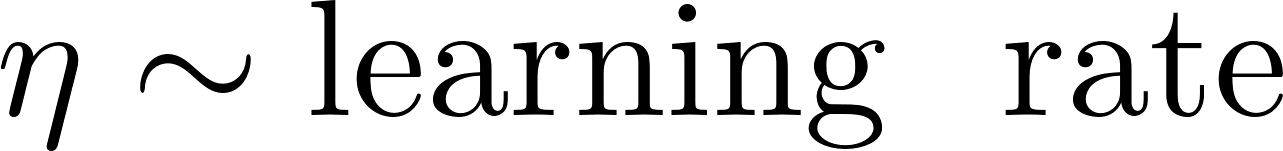 η ∼ learning rate